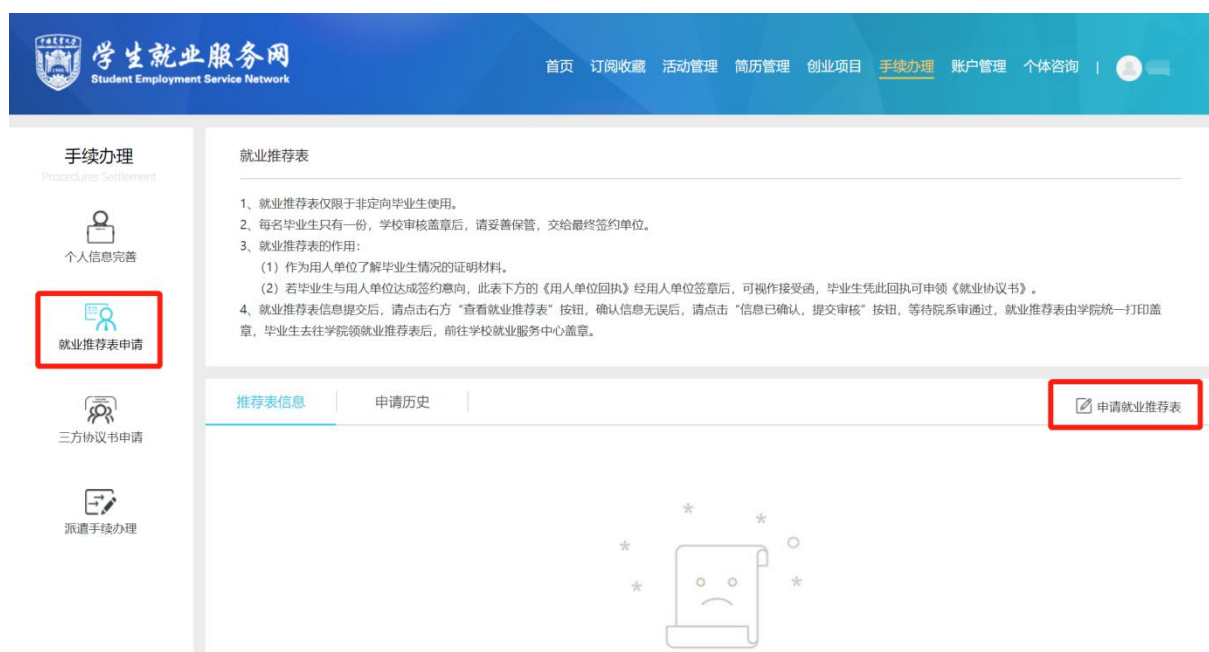 中国农业大学
学生就业服务网
Student Employment Service Network
首页 订阅收藏 活动管理 简历管理 创业项目 手续办理 账户管理 个体咨询 |
手续办理
Procedures Settlement
个人信息完善
就业推荐表申请
三方协议书申请
派遣手续办理
就业推荐表
1、就业推荐表仅限于非定向毕业生使用。
2、每名毕业生只有一份，学校审核盖章后，请妥善保管，交给最终签约单位。
3、就业推荐表的作用：
（1）作为用人单位了解毕业生情况的证明材料。
（2）若毕业生与用人单位达成签约意向，此表下方的《用人单位回执》经用人单位签章后，可视作接受函，毕业生凭此回执可申领《就业协议书》。
4、就业推荐表信息提交后，请点击右方“查看就业推荐表”按钮，确认信息无误后，请点击“信息已确认，提交审核”按钮，等待院系审通过，就业推荐表由学院统一打印盖
章，毕业生去往学院领就业推荐表后，前往学校就业服务中心盖章。
推荐表信息 申请历史 申请就业推荐表